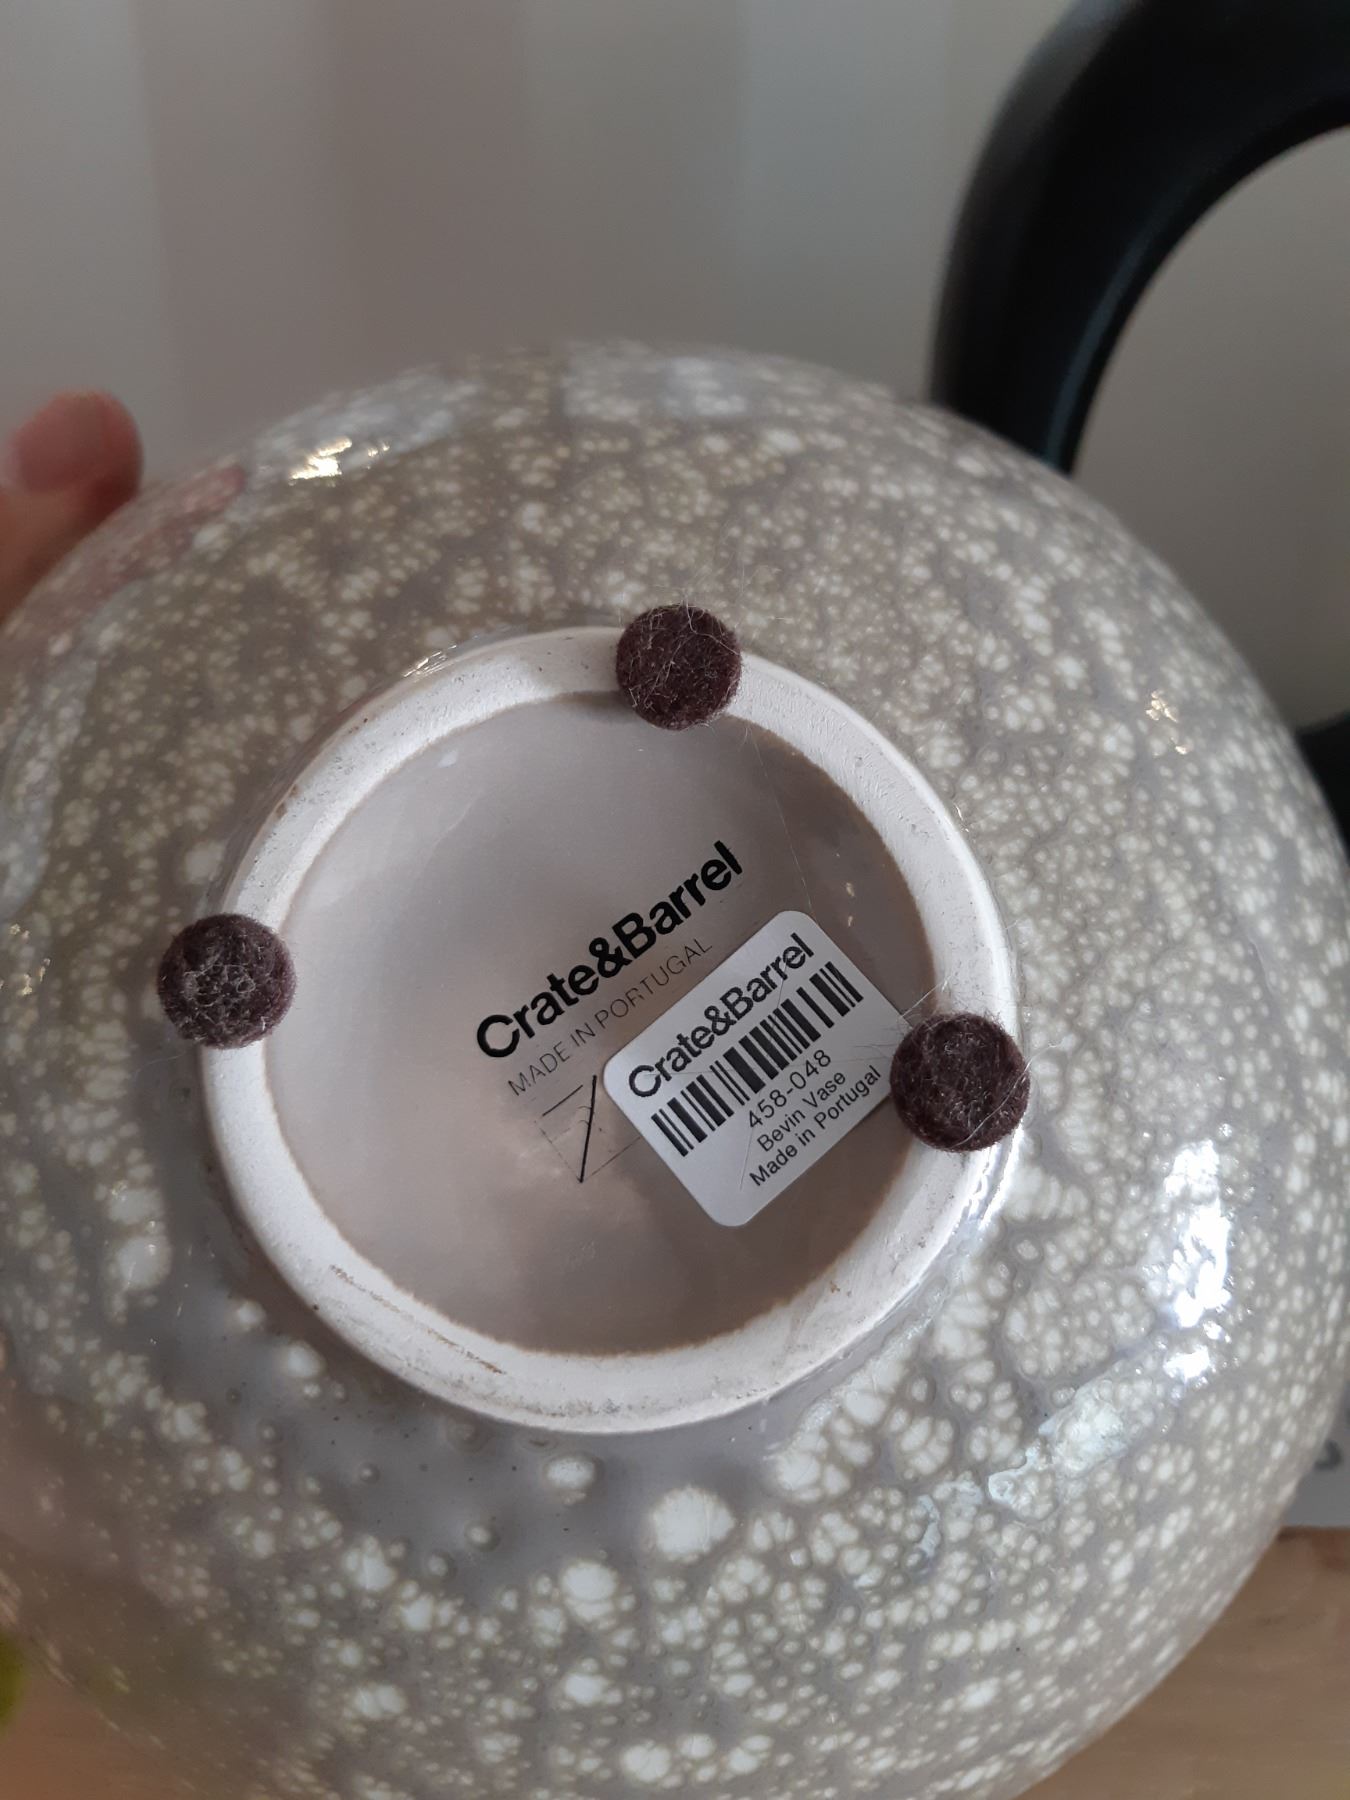 Crate&Barrel
MADE IN PORTUGAL
Crate&Barrel
458-048
Bevin Vase
Made in Portugal